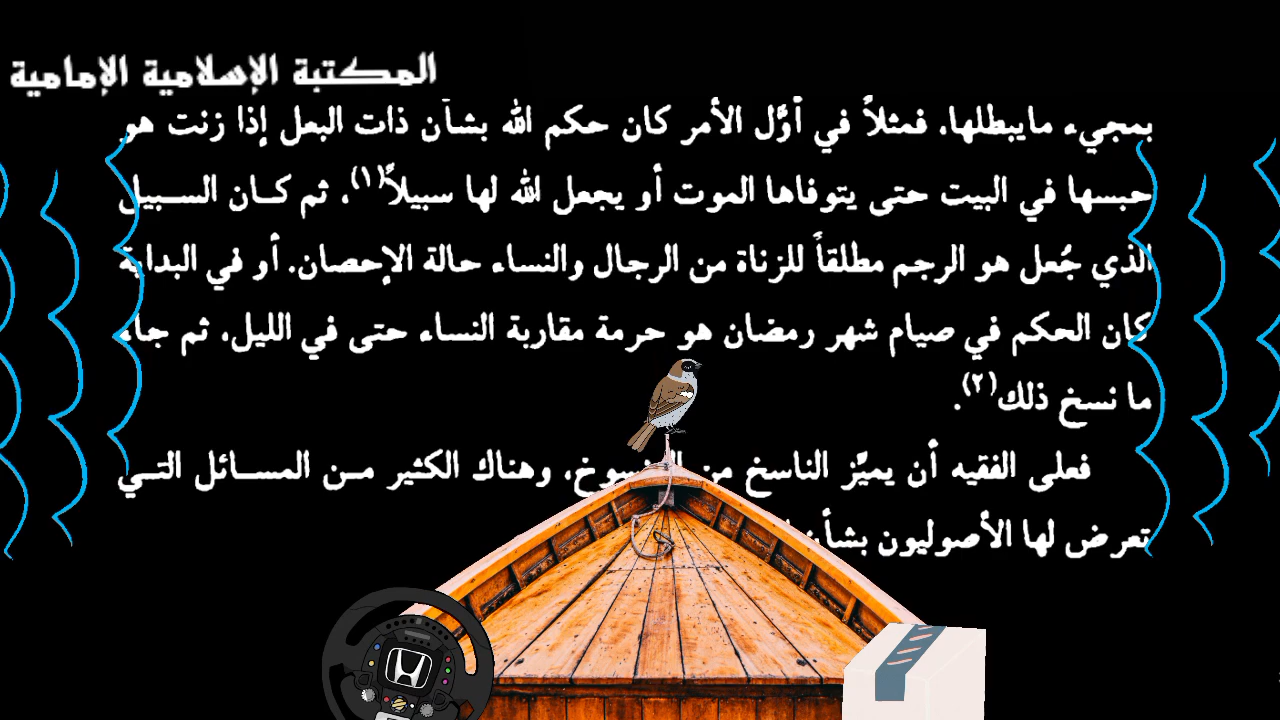 المكتبة الإسلامية الإمامية
بمجيء مايبطلها. فمثلاً في أوّل الأمر كان حكم الله بشأن ذات البعل إذا زنت هو
حبسها في البيت حتى يتوفاها الموت أو يجعل الله لها سبيلاً(١)، ثم كـان السـبيل
الذي جُعل هو الرجم مطلقاً للزناة من الرجال والنساء حالة الإحصان. أو في البداية
كان الحكم في صيام شهر رمضان هو حرمة مقاربة النساء حتى في الليل، ثم جاء
ما نسخ ذلك(٢).
فعلى الفقيه أن يميّز الناسخ من المنسوخ، وهناك الكثير مـن المسـائل التـي
تعرض لها الأصوليون بشأن